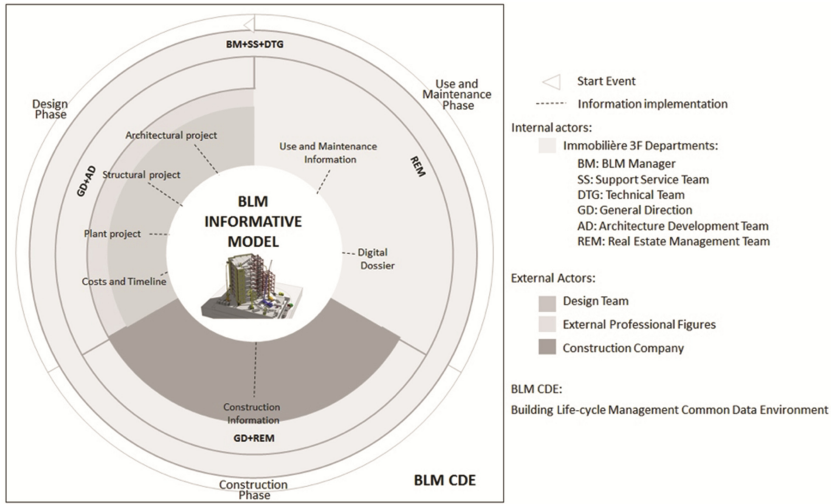 BM+SS+DTG
Design
Phase
Use and
Maintenance
Phase
Architectural project
Use and Maintenance
Information
Structural project
GD+AD
REM
BLM
INFORMATIVE
MODEL
Plant project
Digital
Dossier
Costs and Timeline
Construction
Information
GD+REM
Construction
Phase
BLM CDE
Start Event
Information implementation
Internal actors:
Immobilière 3F Departments:
BM: BLM Manager
SS: Support Service Team
DTG: Technical Team
GD: General Direction
AD: Architecture Development Team
REM: Real Estate Management Team
External Actors:
Design Team
External Professional Figures
Construction Company
BLM CDE:
Building Life-cycle Management Common Data Environment